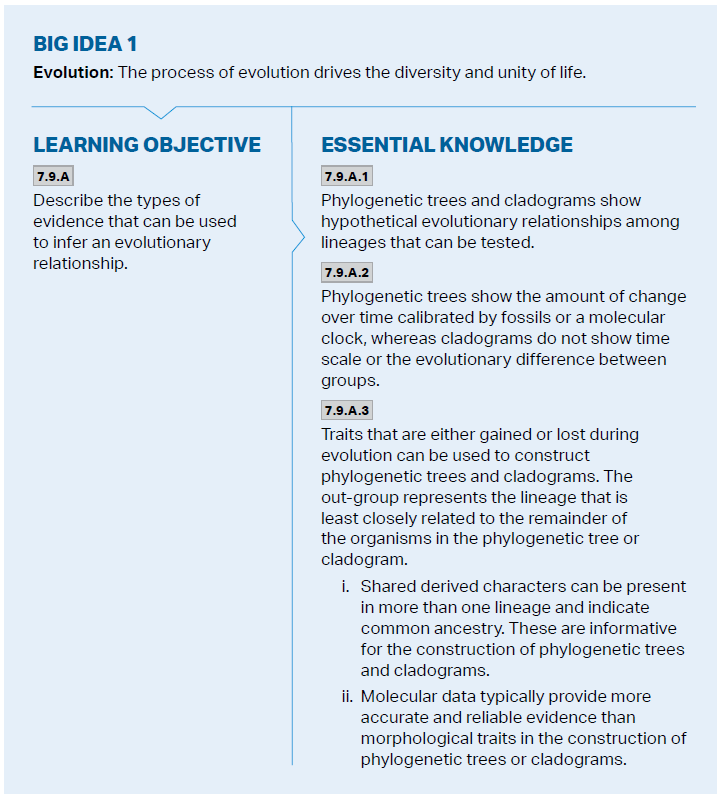 BIG IDEA 1
Evolution: The process of evolution drives the diversity and unity of life.
LEARNING OBJECTIVE
7.9.A
Describe the types of
evidence that can be used
to infer an evolutionary
relationship.
ESSENTIAL KNOWLEDGE
7.9.A.1
Phylogenetic trees and cladograms show
hypothetical evolutionary relationships among
lineages that can be tested.
7.9.A.2
Phylogenetic trees show the amount of change
over time calibrated by fossils or a molecular
clock, whereas cladograms do not show time
scale or the evolutionary difference between
groups.
7.9.A.3
Traits that are either gained or lost during
evolution can be used to construct
phylogenetic trees and cladograms. The
out-group represents the lineage that is
least closely related to the remainder of
the organisms in the phylogenetic tree or
cladogram.
i. Shared derived characters can be present
in more than one lineage and indicate
common ancestry. These are informative
for the construction of phylogenetic trees
and cladograms.
ii. Molecular data typically provide more
accurate and reliable evidence than
morphological traits in the construction of
phylogenetic trees or cladograms.